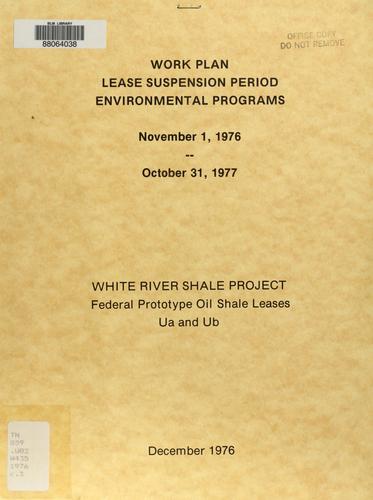 BLM LIBRARY
88064038
OFFICE COPY
DO NOT REMOVE
WORK PLAN
LEASE SUSPENSION PERIOD
ENVIRONMENTAL PROGRAMS
November 1, 1976
--
October 31, 1977
WHITE RIVER SHALE PROJECT
Federal Prototype Oil Shale Leases
Ua and Ub
TN
859
.U82
W435
1976
c.1
December 1976